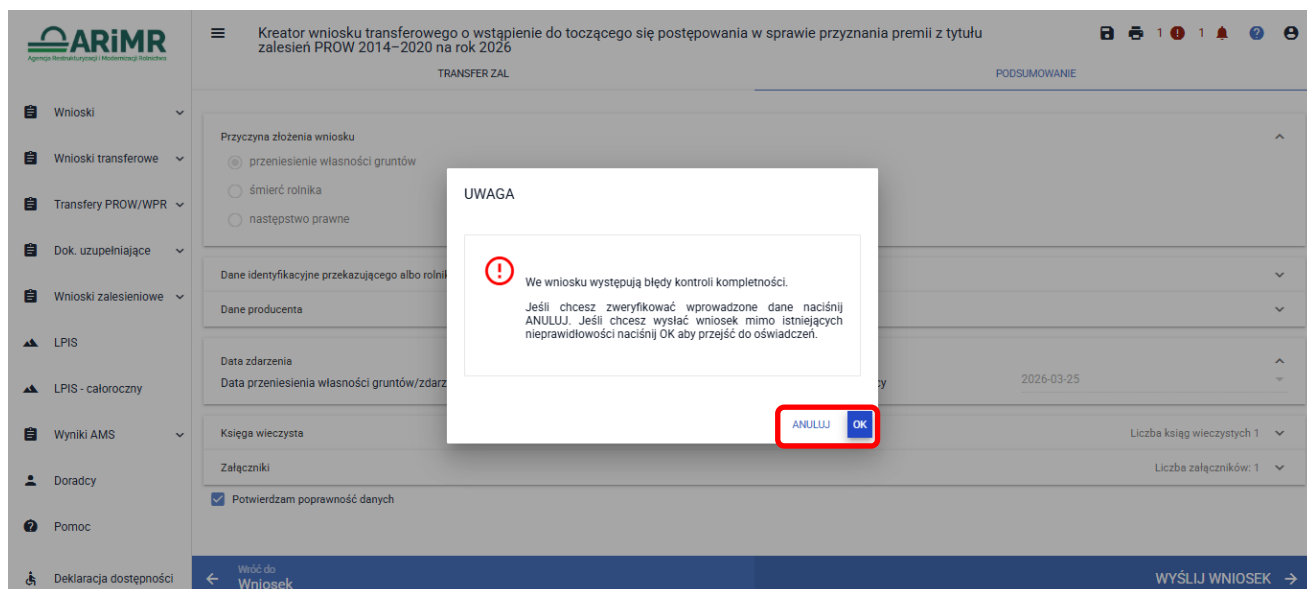 ARiMR
Agencja Restrukturyzacji i Modernizacji Rolnictwa
Kreator wniosku transferowego o wstąpienie do toczącego się postępowania w sprawie przyznania premii z tytułu
zalesień PROW 2014–2020 na rok 2026
1
1
TRANSFER ZAL
PODSUMOWANIE
Wnioski
Wnioski transferowe
Transfery PROW/WPR
Dok. uzupełniające
Wnioski zalesieniowe
LPIS
LPIS - całoroczny
Wyniki AMS
Doradcy
Pomoc
Deklaracja dostępności
Przyczyna złożenia wniosku
przeniesienie własności gruntów
śmierć rolnika
następstwo prawne
Dane identyfikacyjne przekazującego albo rolni
Dane producenta
Data zdarzenia
Data przeniesienia własności gruntów/zdarz
cy
2026-03-25
Księga wieczysta
Liczba ksiąg wieczystych 1
Załączniki
Liczba załączników: 1
Potwierdzam poprawność danych
UWAGA
We wniosku występują błędy kontroli kompletności.
Jeśli chcesz zweryfikować wprowadzone dane naciśnij
ANULUJ. Jeśli chcesz wysłać wniosek mimo istniejących
nieprawidłowości naciśnij OK aby przejść do oświadczeń.
ANULUJ
OK
Wróć do
Wniosek
WYŚLIJ WNIOSEK